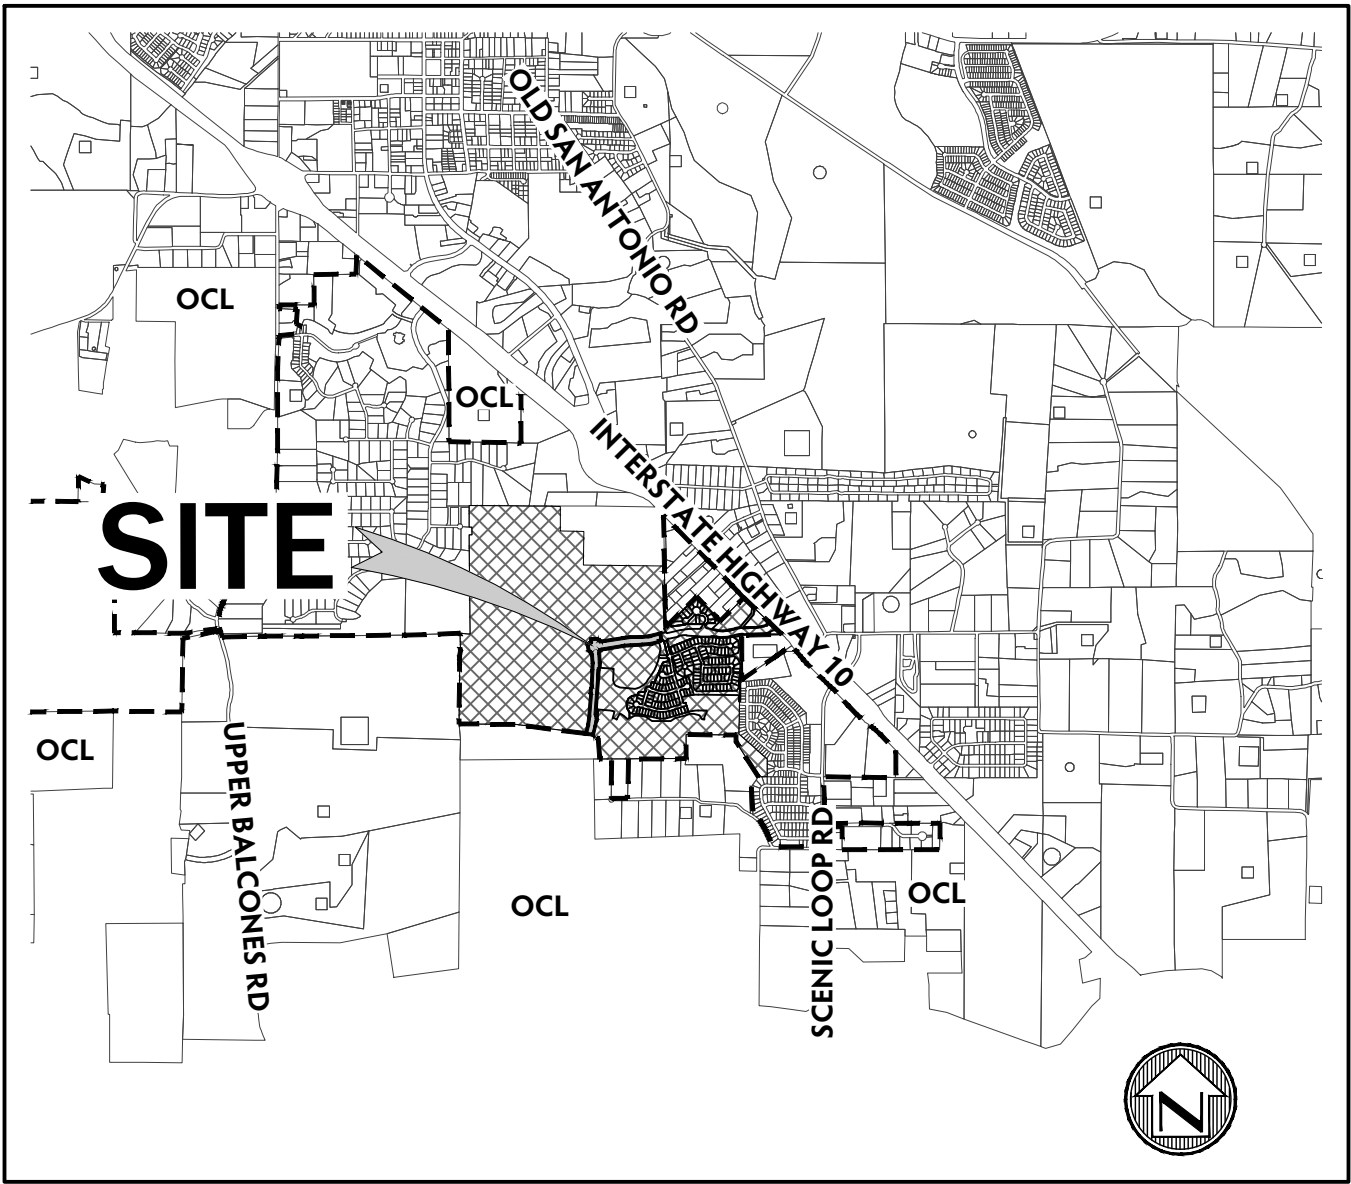 OLD SAN ANTONIO RD
OCL
OCL
INTERSTATE HIGHWAY 10
SITE
OCL
UPPER BALCONES RD
OCL
SCENIC LOOP RD
OCL
N